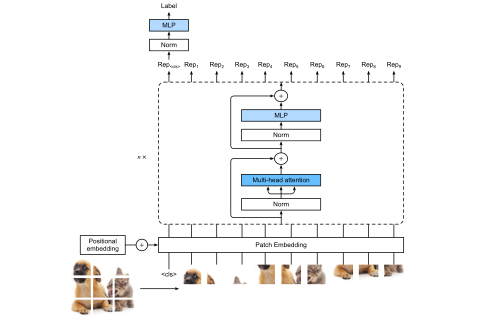 Label
MLP
Norm
Rep<cls> Rep1 Rep2 Rep3 Rep4 Rep5 Rep6 Rep7 Rep8 Rep9
+
MLP
Norm
n ×
+
Multi-head attention
Norm
Positional
embedding
+
Patch Embedding
<cls>